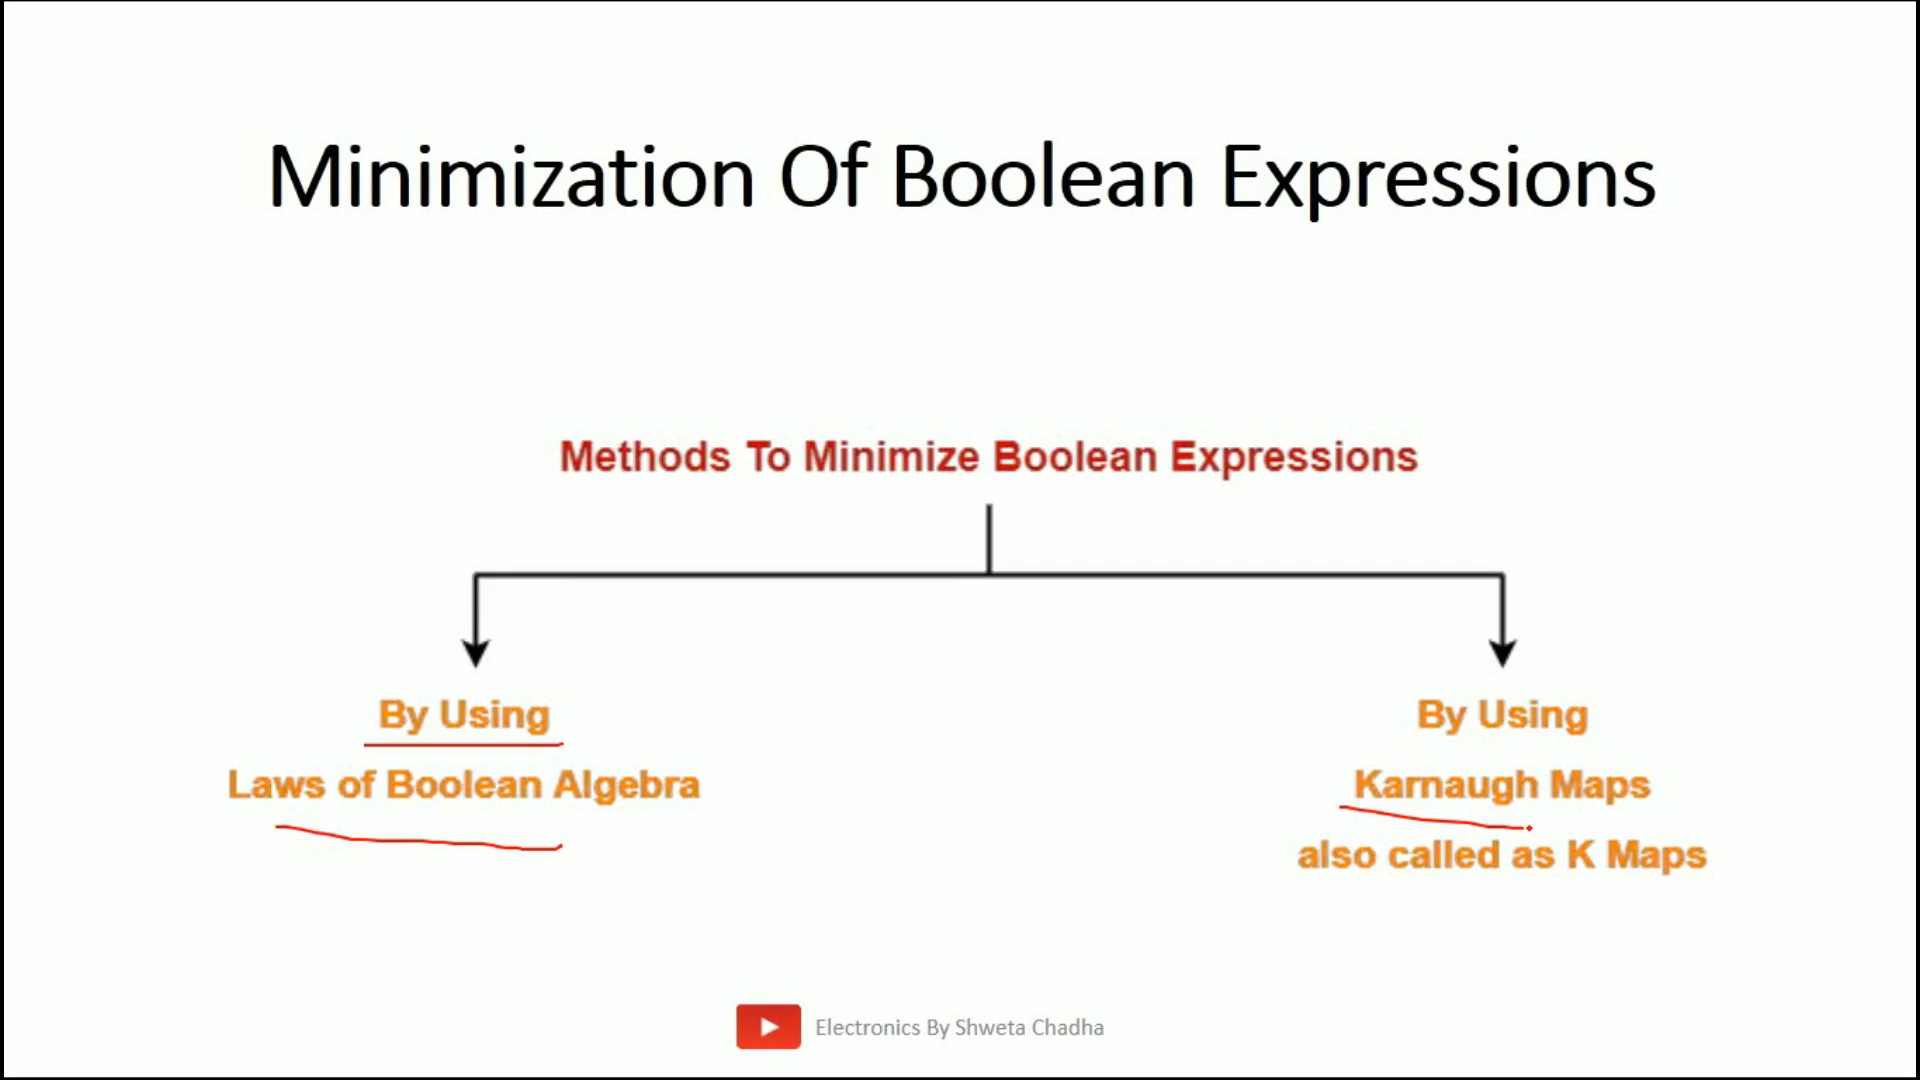 Minimization Of Boolean Expressions
Methods To Minimize Boolean Expressions
By Using
Laws of Boolean Algebra
By Using
Karnaugh Maps
also called as K Maps
Electronics By Shweta Chadha